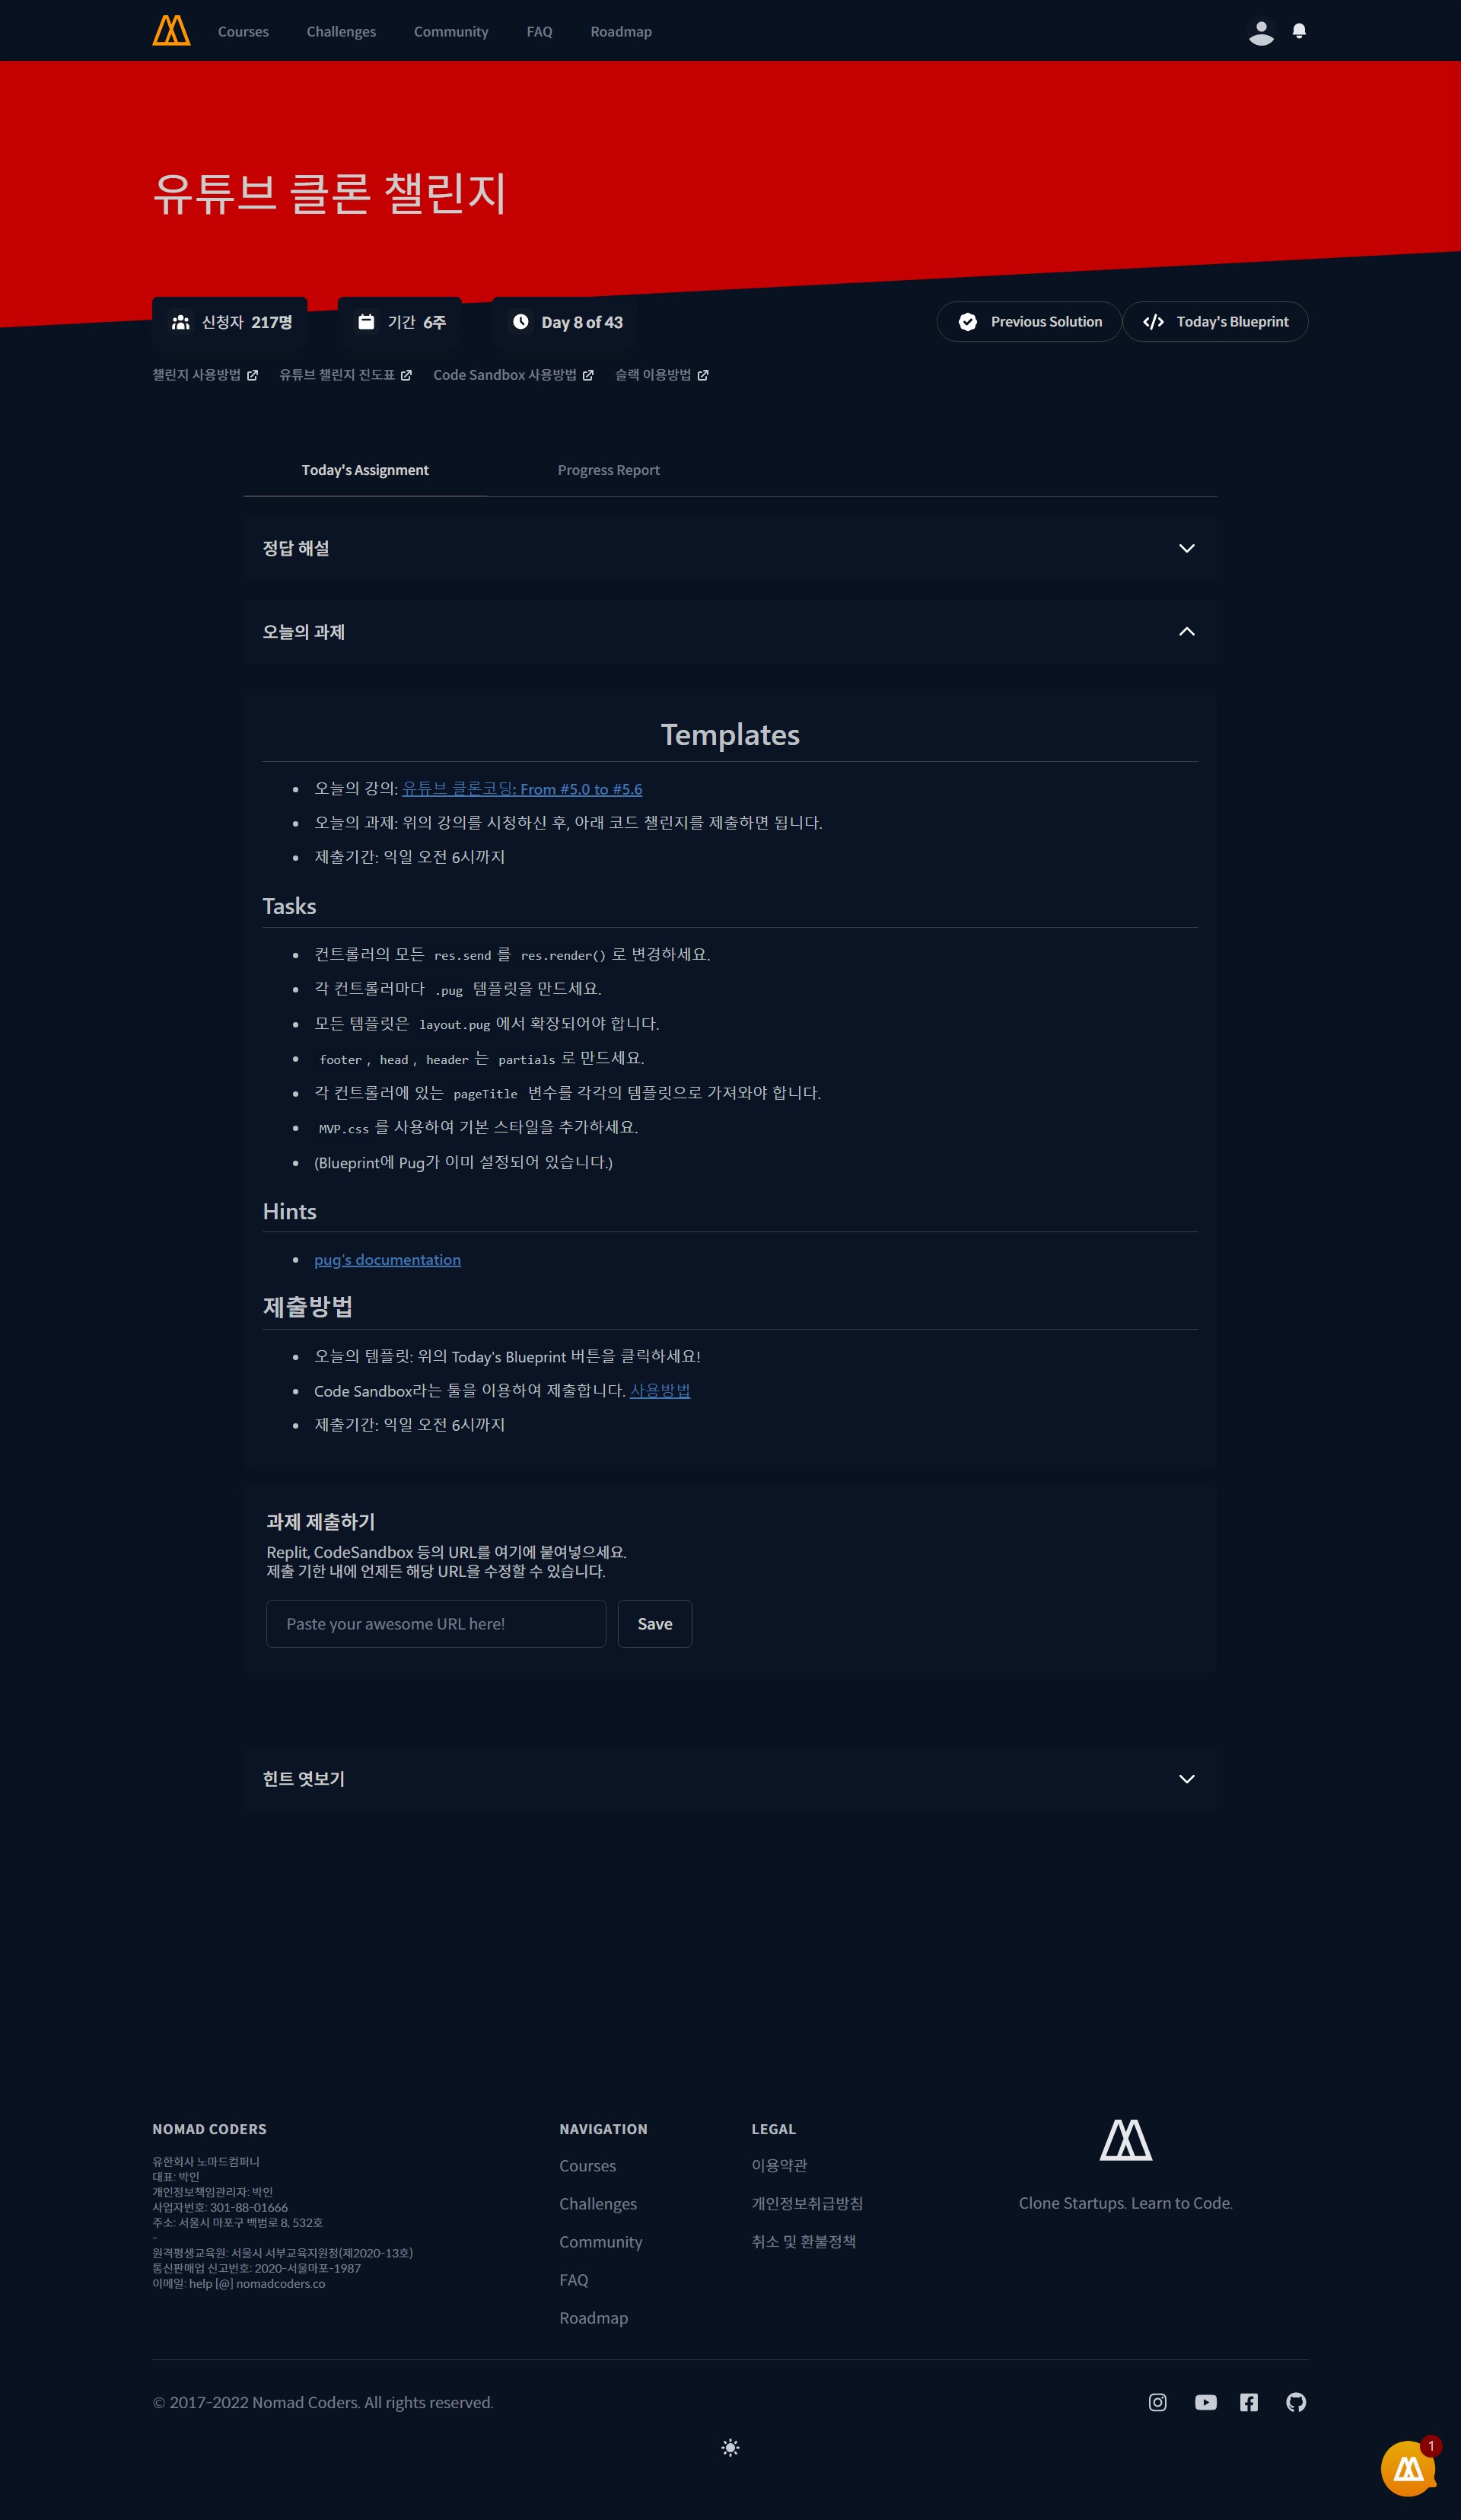 Courses Challenges Community FAQ Roadmap
유튜브 클론 챌린지
신청자 217명 기간 6주 Day 8 of 43 Previous Solution Today's Blueprint
챌린지 사용방법 유튜브 챌린지 진도표 Code Sandbox 사용방법 슬랙 이용방법
Today's Assignment Progress Report
정답 해설
오늘의 과제
Templates
오늘의 강의: 유튜브 클론코딩: From #5.0 to #5.6
오늘의 과제: 위의 강의를 시청하신 후, 아래 코드 챌린지를 제출하면 됩니다.
제출기간: 익일 오전 6시까지
Tasks
컨트롤러의 모든 res.send 를 res.render() 로 변경하세요.
각 컨트롤러마다 .pug 템플릿을 만드세요.
모든 템플릿은 layout.pug 에서 확장되어야 합니다.
footer , head , header 는 partials 로 만드세요.
각 컨트롤러에 있는 pageTitle 변수를 각각의 템플릿으로 가져와야 합니다.
MVP.css 를 사용하여 기본 스타일을 추가하세요.
(Blueprint에 Pug가 이미 설정되어 있습니다.)
Hints
pug's documentation
제출방법
오늘의 템플릿: 위의 Today's Blueprint 버튼을 클릭하세요!
Code Sandbox라는 툴을 이용하여 제출합니다. 사용방법
제출기간: 익일 오전 6시까지
과제 제출하기
Replit, CodeSandbox 등의 URL를 여기에 붙여넣으세요.
제출 기한 내에 언제든 해당 URL을 수정할 수 있습니다.
Paste your awesome URL here! Save
힌트 엿보기
NOMAD CODERS
유한회사 노마드컴퍼니
대표: 박인
개인정보책임관리자: 박인
사업자번호: 301-88-01666
주소: 서울시 마포구 백범로 8, 532호
-
원격평생교육원: 서울시 서부교육지원청(제2020-13호)
통신판매업 신고번호: 2020-서울마포-1987
이메일: help [@] nomadcoders.co
NAVIGATION
Courses
Challenges
Community
FAQ
Roadmap
LEGAL
이용약관
개인정보취급방침
취소 및 환불정책
Clone Startups. Learn to Code.
© 2017-2022 Nomad Coders. All rights reserved.
1